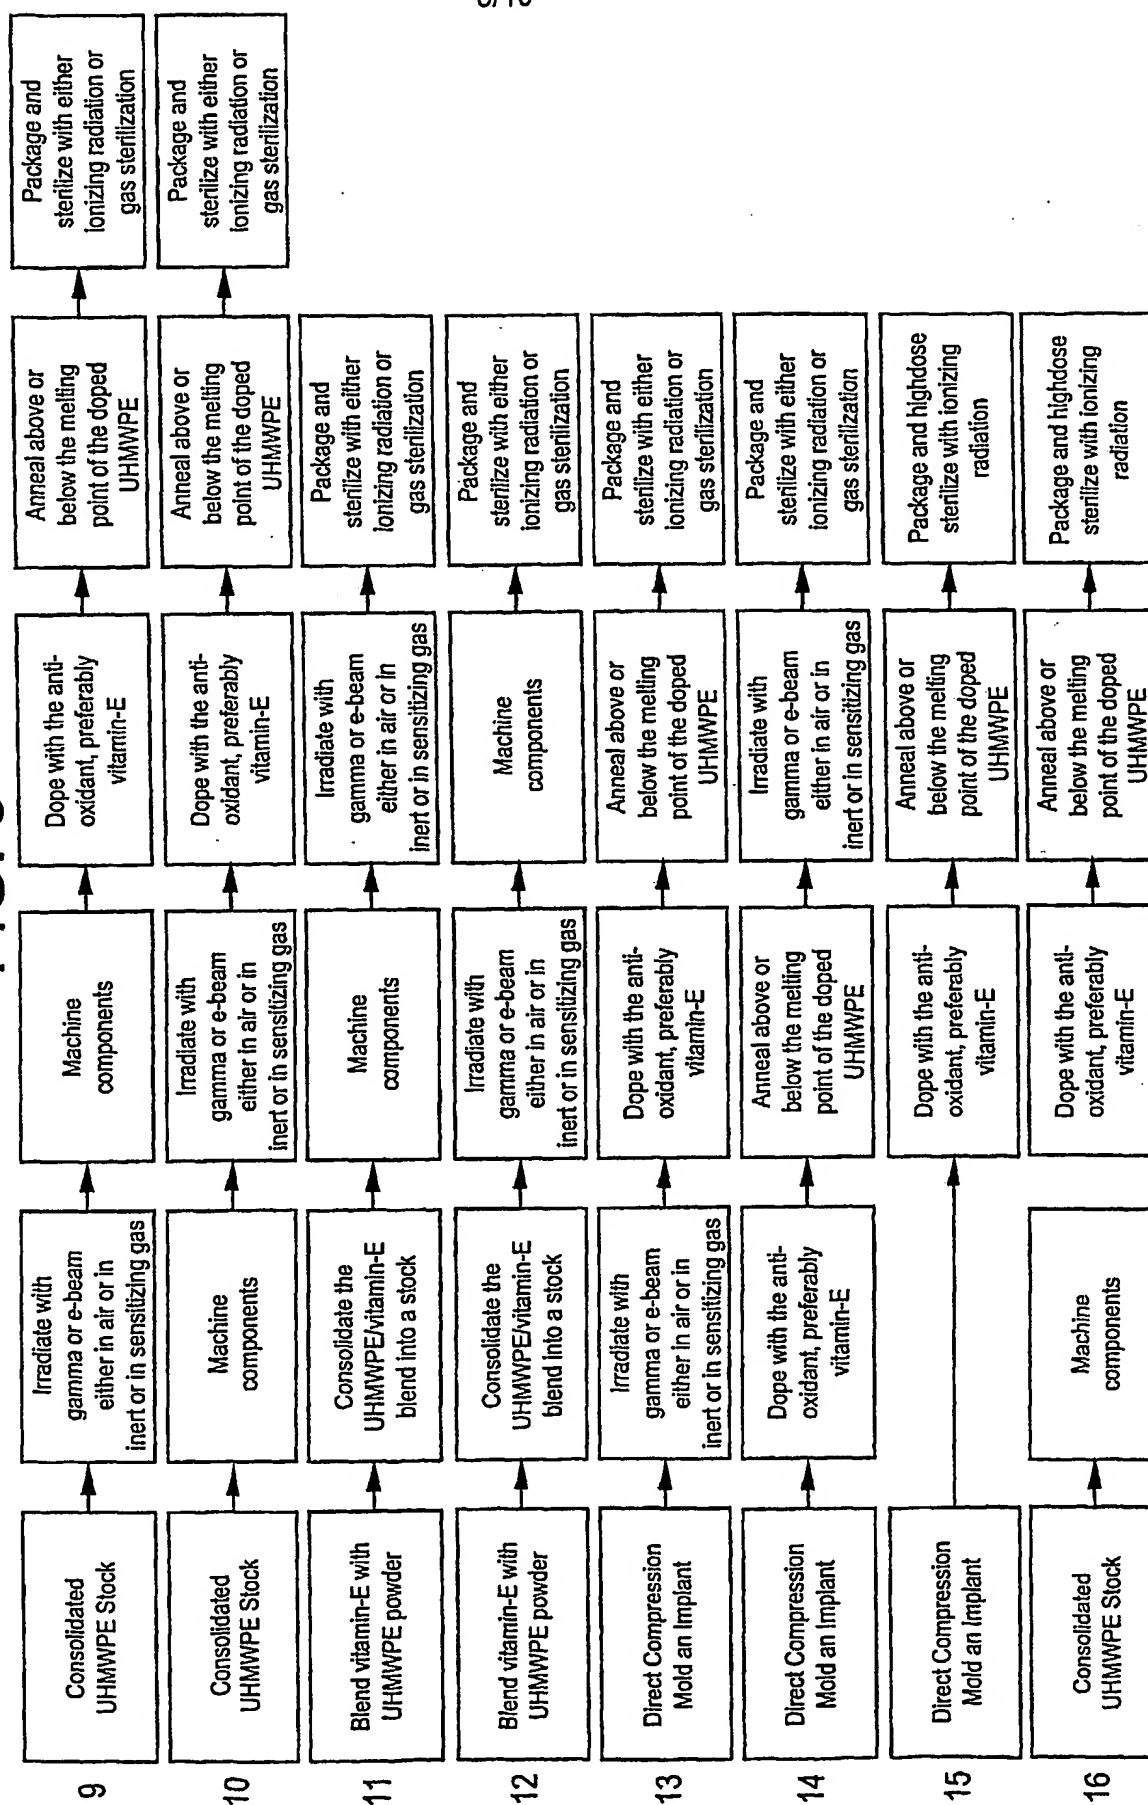 9
Consolidated
UHMWPE Stock
Irradiate with
gamma or e-beam
either in air or in
inert or in sensitizing gas
Machine
components
Dope with the anti-
oxidant, preferably
vitamin-E
Anneal above or
below the melting
point of the doped
UHMWPE
Package and
sterilize with either
ionizing radiation or
gas sterilization
10
Consolidated
UHMWPE Stock
Machine
components
Irradiate with
gamma or e-beam
either in air or in
inert or in sensitizing gas
Dope with the anti-
oxidant, preferably
vitamin-E
Anneal above or
below the melting
point of the doped
UHMWPE
Package and
sterilize with either
ionizing radiation or
gas sterilization
11
Blend vitamin-E with
UHMWPE powder
Consolidate the
UHMWPE/vitamin-E
blend into a stock
Machine
components
Irradiate with
gamma or e-beam
either in air or in
inert or in sensitizing gas
Package and
sterilize with either
ionizing radiation or
gas sterilization
12
Blend vitamin-E with
UHMWPE powder
Consolidate the
UHMWPE/vitamin-E
blend into a stock
Irradiate with
gamma or e-beam
either in air or in
inert or in sensitizing gas
Machine
components
Package and
sterilize with either
ionizing radiation or
gas sterilization
13
Direct Compression
Mold an Implant
Irradiate with
gamma or e-beam
either in air or in
inert or in sensitizing gas
Dope with the anti-
oxidant, preferably
vitamin-E
Anneal above or
below the melting
point of the doped
UHMWPE
Package and
sterilize with either
ionizing radiation or
gas sterilization
14
Direct Compression
Mold an Implant
Dope with the anti-
oxidant, preferably
vitamin-E
Anneal above or
below the melting
point of the doped
UHMWPE
Irradiate with
gamma or e-beam
either in air or in
inert or in sensitizing gas
Package and
sterilize with either
ionizing radiation or
gas sterilization
15
Direct Compression
Mold an Implant
Dope with the anti-
oxidant, preferably
vitamin-E
Anneal above or
below the melting
point of the doped
UHMWPE
Package and highdose
sterilize with ionizing
radiation
16
Consolidated
UHMWPE Stock
Machine
components
Dope with the anti-
oxidant, preferably
vitamin-E
Anneal above or
below the melting
point of the doped
UHMWPE
Package and highdose
sterilize with ionizing
radiation